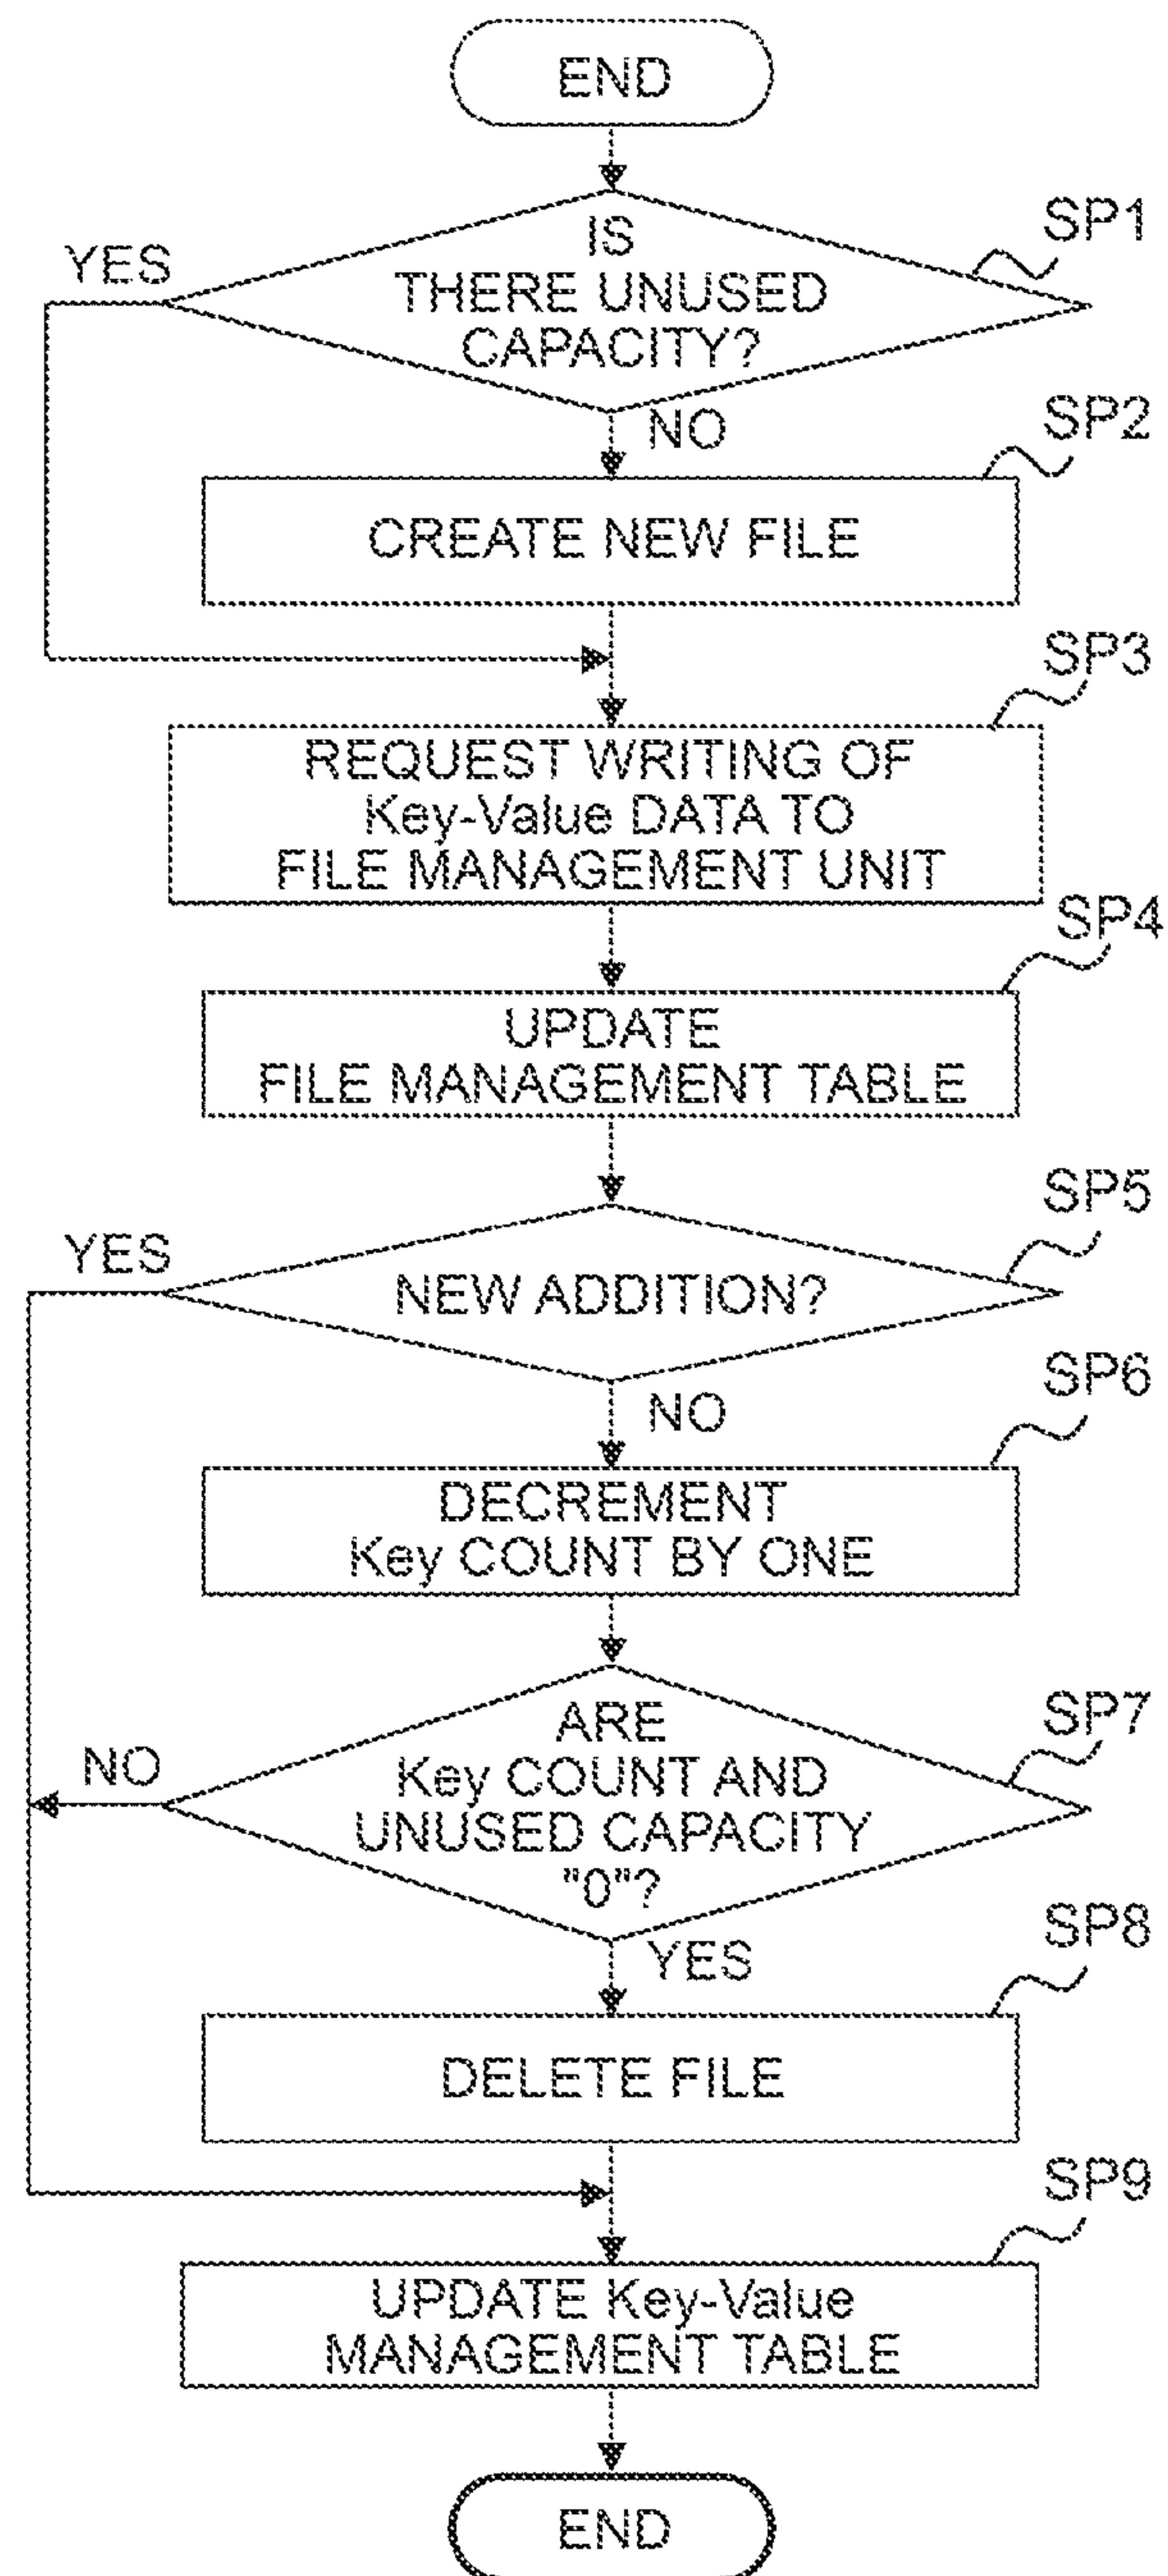 END
IS
THERE UNUSED
CAPACITY?
SP1
YES
NO
SP2
CREATE NEW FILE
SP3
REQUEST WRITING OF
Key-Value DATA TO
FILE MANAGEMENT UNIT
SP4
UPDATE
FILE MANAGEMENT TABLE
SP5
YES
NEW ADDITION?
NO
SP6
DECREMENT
Key COUNT BY ONE
SP7
ARE
Key COUNT AND
UNUSED CAPACITY
"0"?
NO
YES
SP8
DELETE FILE
SP9
UPDATE Key-Value
MANAGEMENT TABLE
END